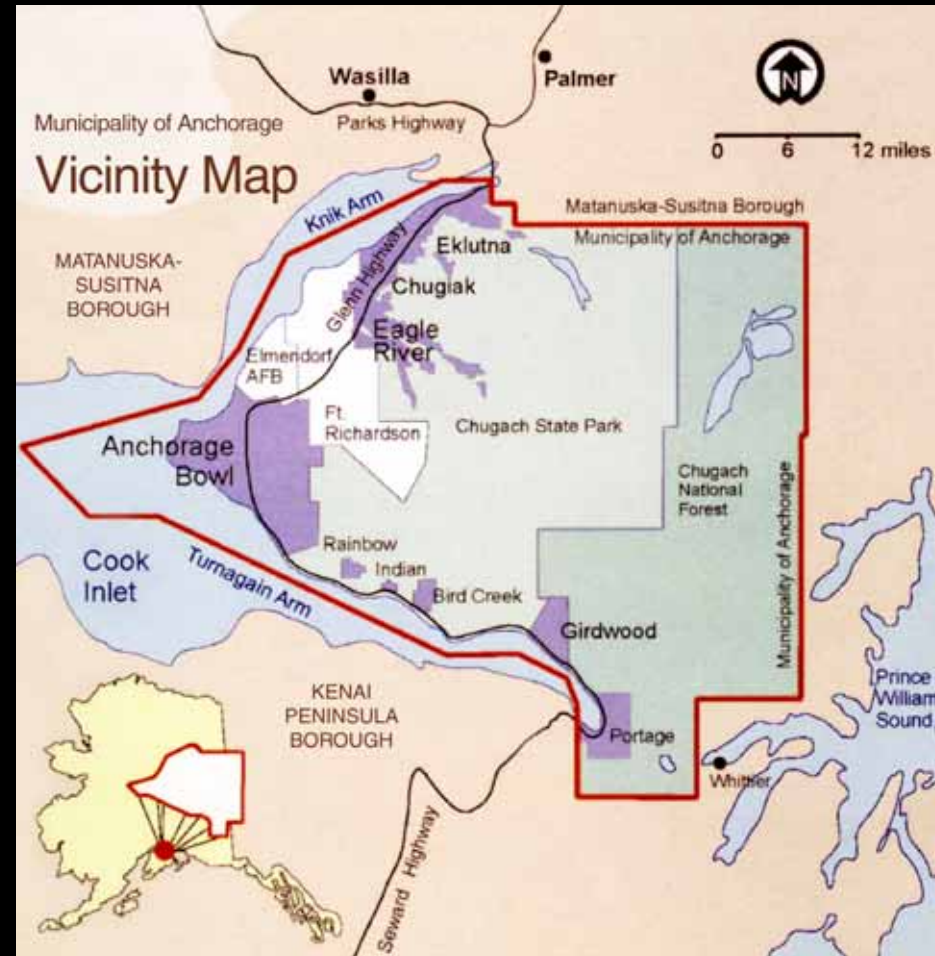 Wasilla
Palmer
Parks Highway
N
0 6 12 miles
Municipality of Anchorage
Vicinity Map
Knik Arm
Matanuska-Susitna Borough
Municipality of Anchorage
MATANUSKA-
SUSITNA
BOROUGH
Glenn Highway
Eklutna
Chugiak
Eagle
River
Elmendorf
AFB
Ft.
Richardson
Chugach State Park
Anchorage
Bowl
Chugach
National
Forest
Municipality of Anchorage
Cook
Inlet
Turnagain Arm
Rainbow
Indian
Bird Creek
Girdwood
KENAI
PENINSULA
BOROUGH
Portage
Prince
William
Sound
Whittier
Seward Highway